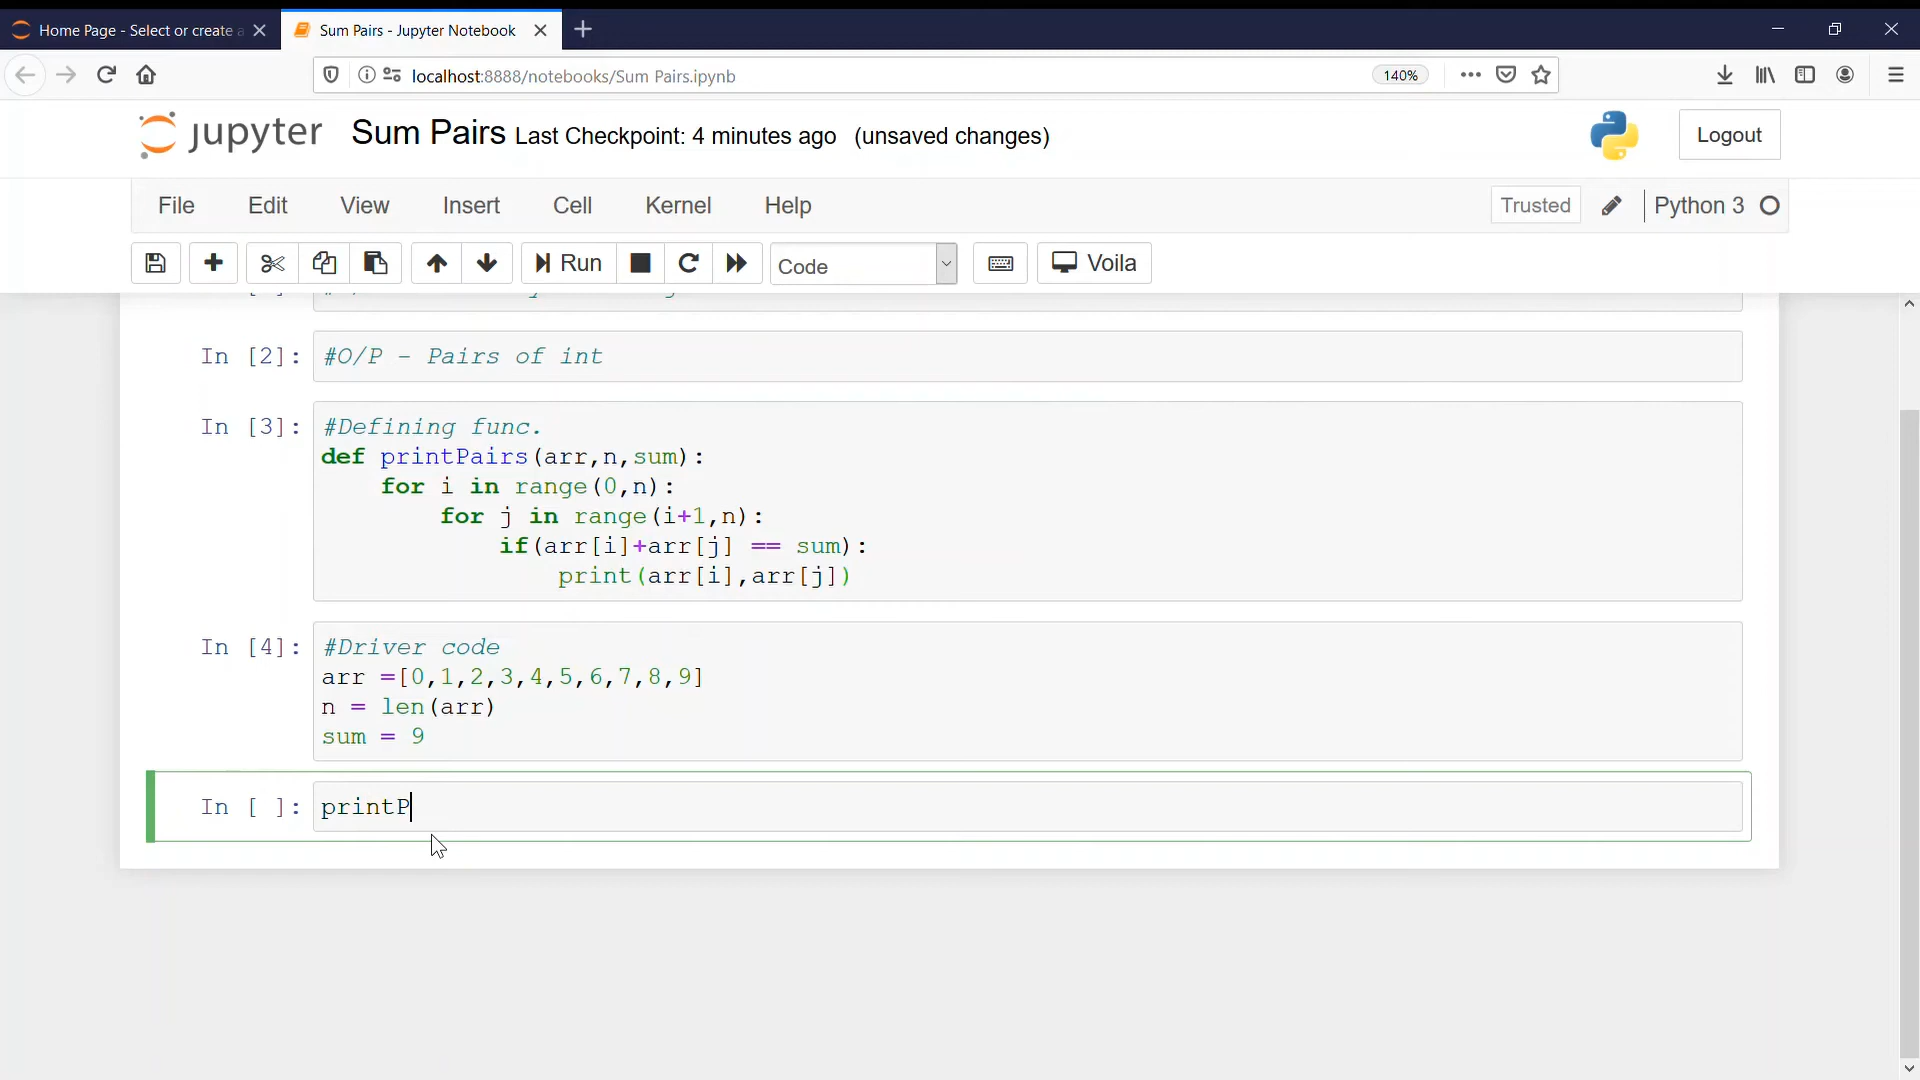 Home Page - Select or create a
Sum Pairs - Jupyter Notebook
localhost:8888/notebooks/Sum Pairs.ipynb
140%
jupyter Sum Pairs Last Checkpoint: 4 minutes ago (unsaved changes)
Logout
File Edit View Insert Cell Kernel Help
Trusted
Python 3
Run
Code
Voila
In [2]: #O/P - Pairs of int
In [3]: #Defining func.
def printPairs(arr,n,sum):
    for i in range(0,n):
        for j in range(i+1,n):
            if(arr[i]+arr[j] == sum):
                print(arr[i],arr[j])
In [4]: #Driver code
arr =[0,1,2,3,4,5,6,7,8,9]
n = len(arr)
sum = 9
In [ ]: printP